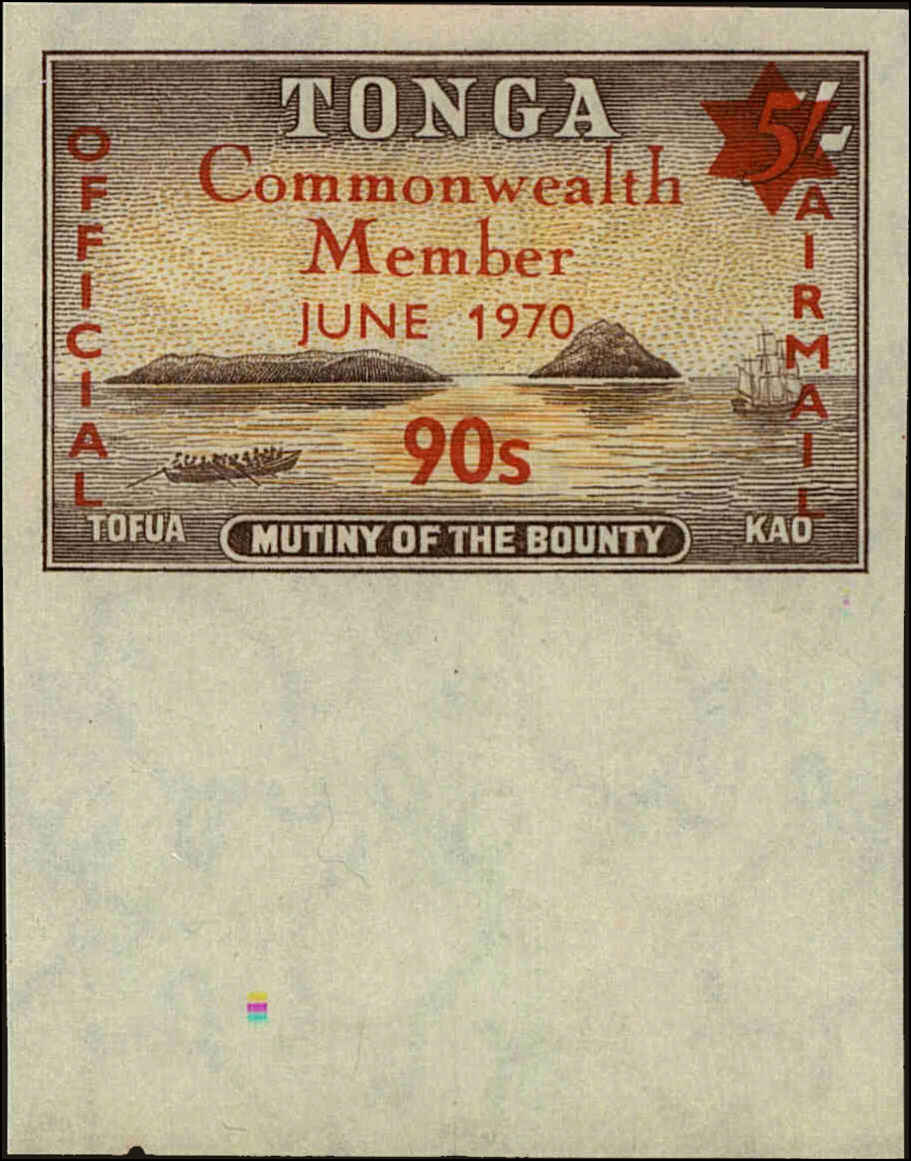 TONGA
5/-
OFFICIAL
AIRMAIL
Commonwealth
Member
JUNE 1970
90s
TOFUA
MUTINY OF THE BOUNTY
KAO